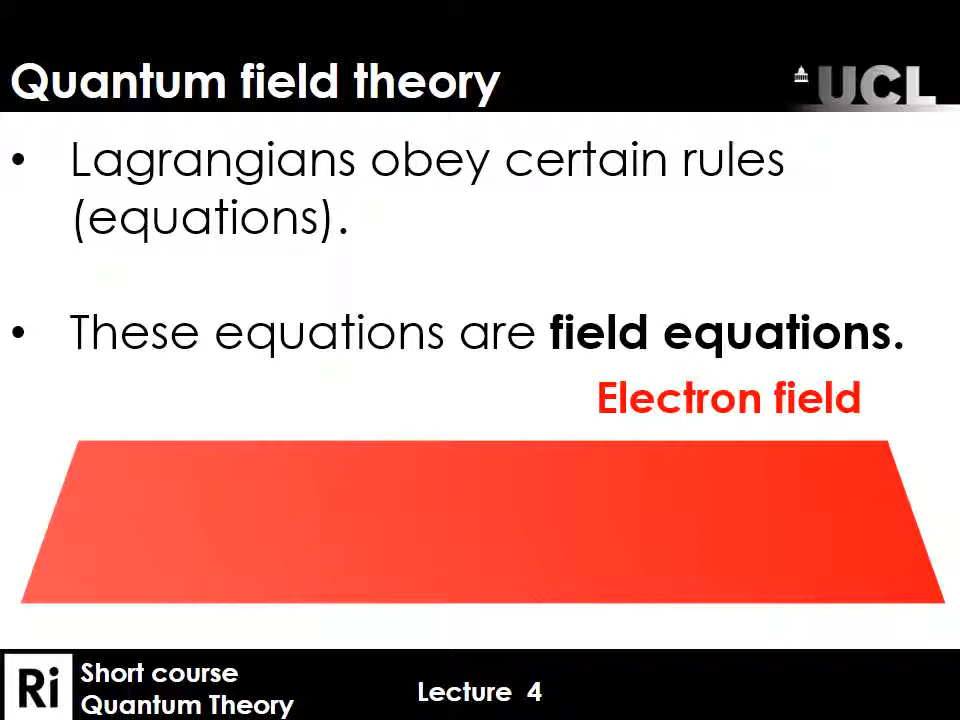 Quantum field theory
UCL
• Lagrangians obey certain rules
(equations).
• These equations are field equations.
Electron field
Ri
Short course
Quantum Theory
Lecture 4